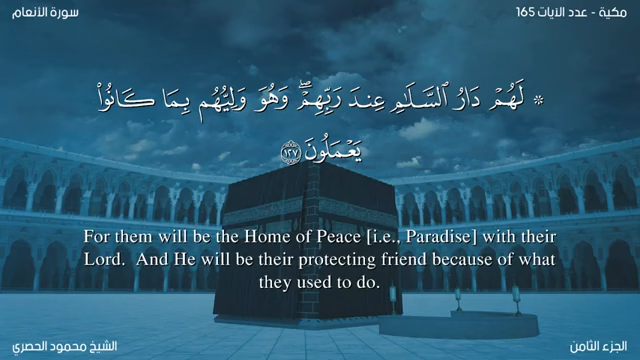 سورة الأنعام
مكية - عدد الآيات 165
۞ لَهُمْ دَارُ ٱلسَّلَـٰمِ عِندَ رَبِّهِمْ ۖ وَهُوَ وَلِيُّهُم بِمَا كَانُوا۟
يَعْمَلُونَ ١٢٧
For them will be the Home of Peace [i.e., Paradise] with their
Lord. And He will be their protecting friend because of what
they used to do.
الشيخ محمود الحصري
الجزء الثامن